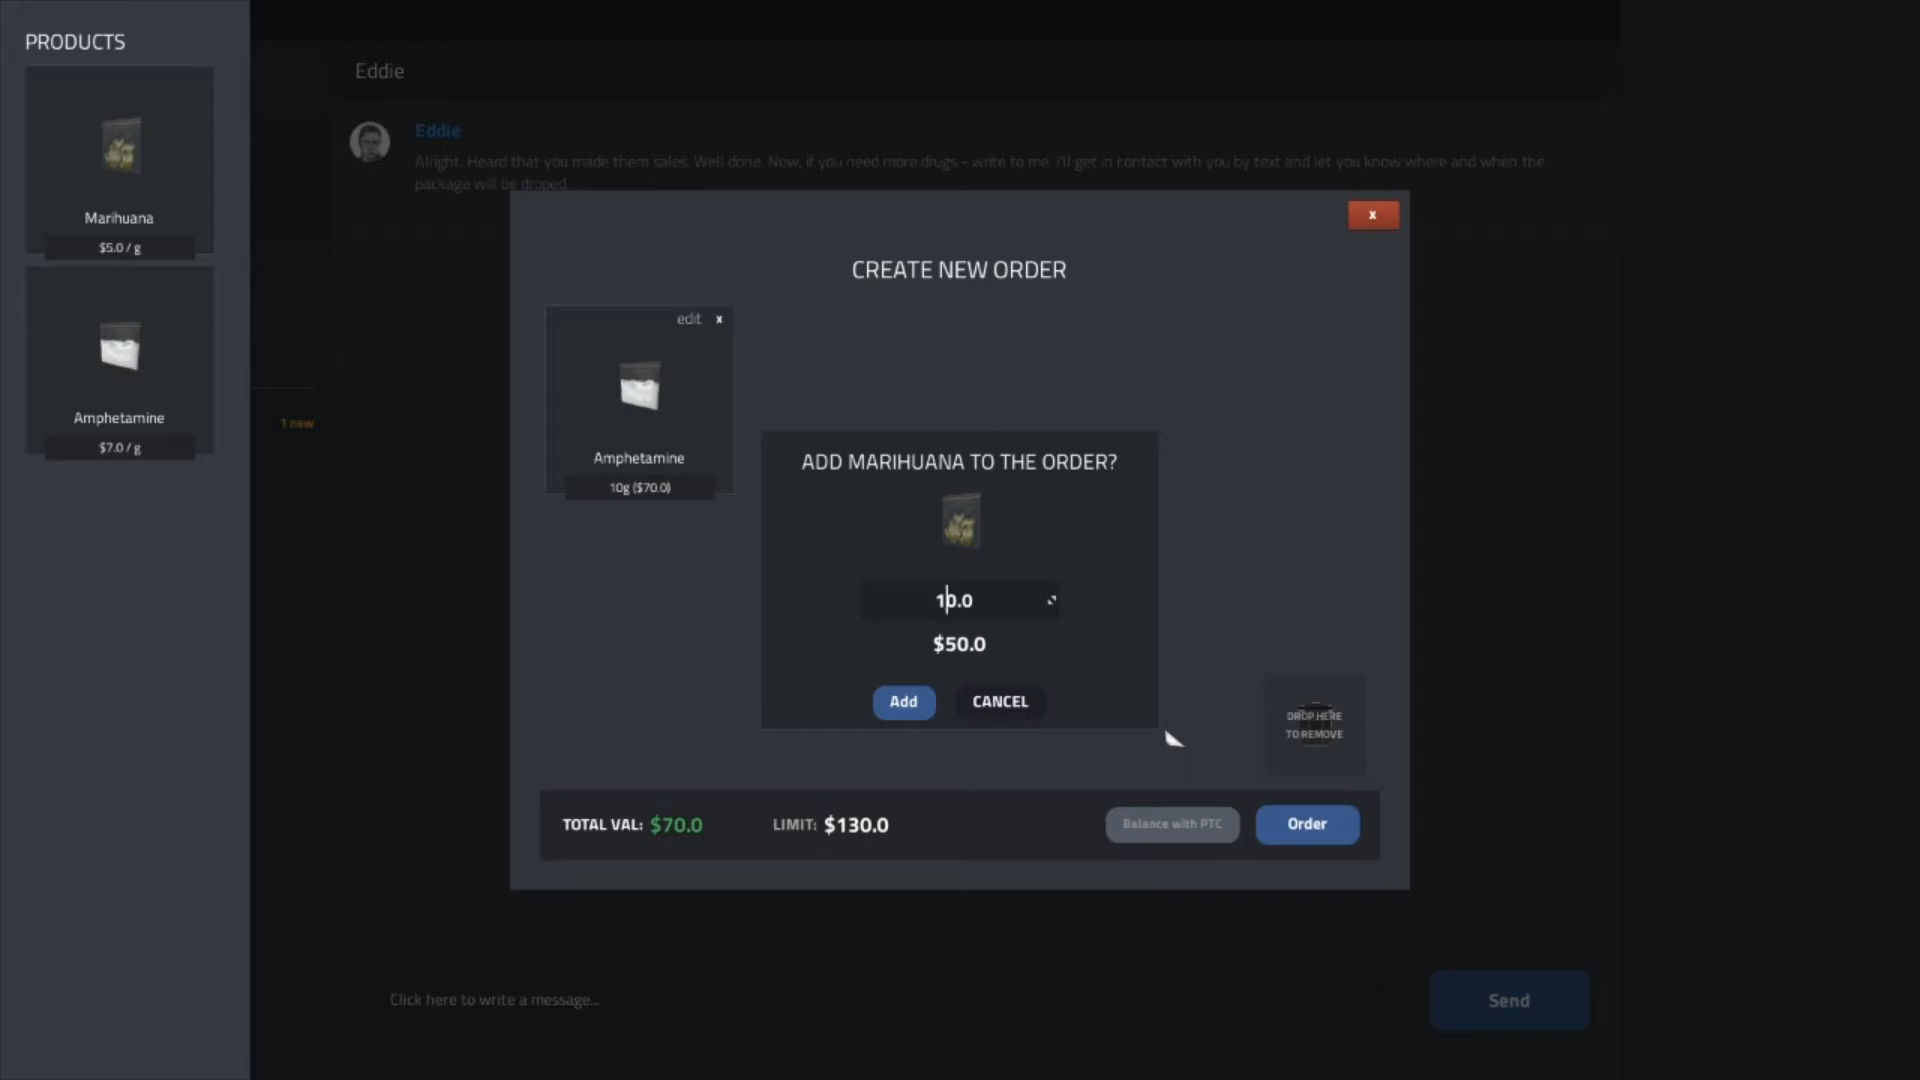 PRODUCTS
Marihuana
$5.0 / g
Amphetamine
$7.0 / g
1 new
Eddie
Eddie
Alright. Heard that you made them sales. Well done. Now, if you need more drugs - write to me. I'll get in contact with you by text and let you know where and when the
package will be droped.
x
CREATE NEW ORDER
edit x
Amphetamine
10g ($70.0)
ADD MARIHUANA TO THE ORDER?
10.0
$50.0
Add CANCEL
DROP HERE
TO REMOVE
TOTAL VAL: $70.0 LIMIT: $130.0 Balance with PTC Order
Click here to write a message... Send